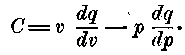 C = v dq/dv — p dq/dp.